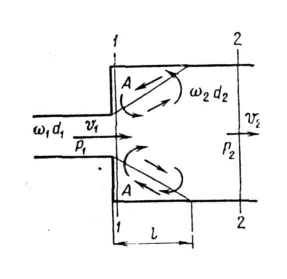 1 2
A
ω₂ d₂
ω₁ d₁ v₁ v₂
p₁ p₂
A
1 2
l